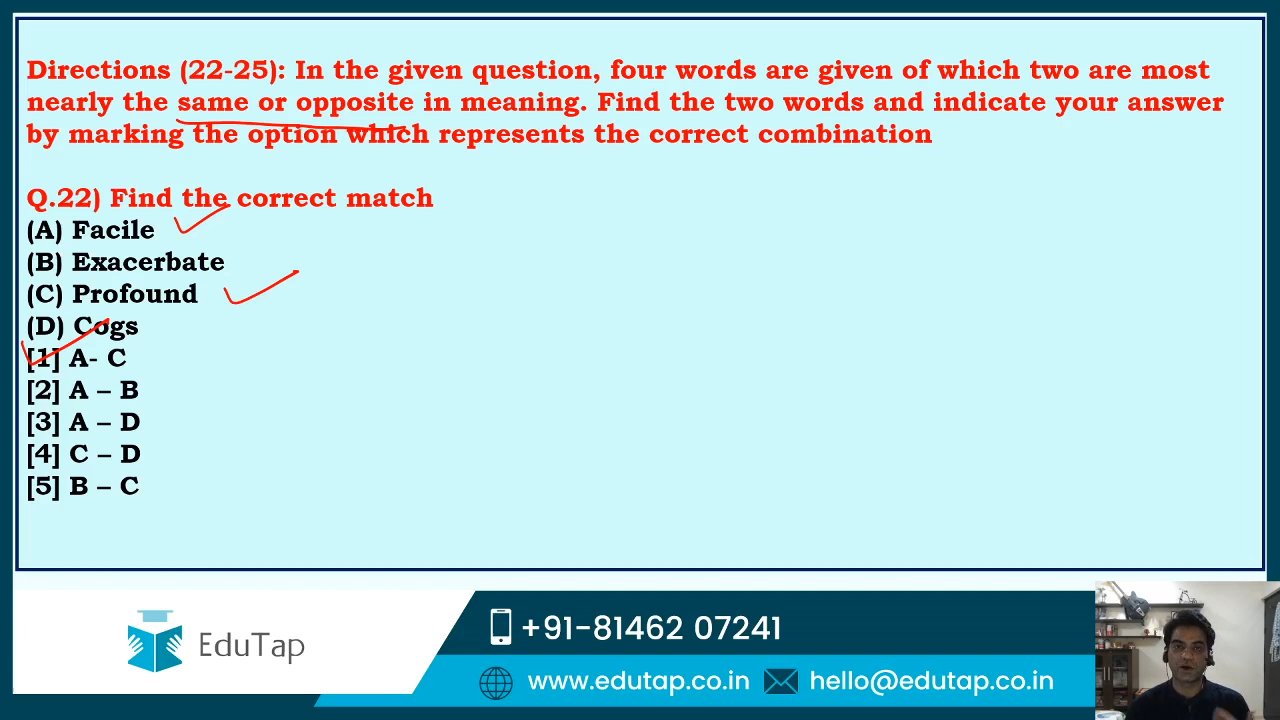 Directions (22-25): In the given question, four words are given of which two are most
nearly the same or opposite in meaning. Find the two words and indicate your answer
by marking the option which represents the correct combination
Q.22) Find the correct match
(A) Facile
(B) Exacerbate
(C) Profound
(D) Cogs
[1] A- C
[2] A – B
[3] A – D
[4] C – D
[5] B – C
EduTap
+91-81462 07241
www.edutap.co.in
hello@edutap.co.in